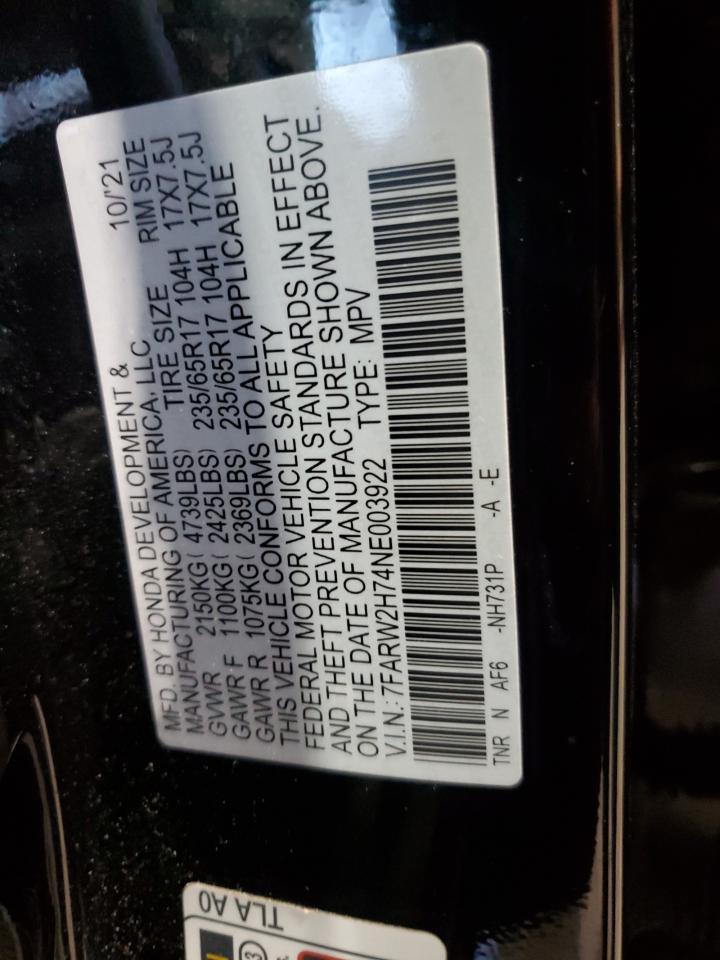 MFD. BY HONDA DEVELOPMENT & 10/'21
MANUFACTURING OF AMERICA, LLC
TIRE SIZE RIM SIZE
GVWR 2150KG( 4739LBS) 235/65R17 104H 17X7.5J
GAWR F 1100KG( 2425LBS) 235/65R17 104H 17X7.5J
GAWR R 1075KG( 2369LBS)
THIS VEHICLE CONFORMS TO ALL APPLICABLE
FEDERAL MOTOR VEHICLE SAFETY
AND THEFT PREVENTION STANDARDS IN EFFECT
ON THE DATE OF MANUFACTURE SHOWN ABOVE.
V.I.N.: 7FARW2H74NE003922 TYPE: MPV
TNR N AF6 -NH731P -A -E
TLA A0
3